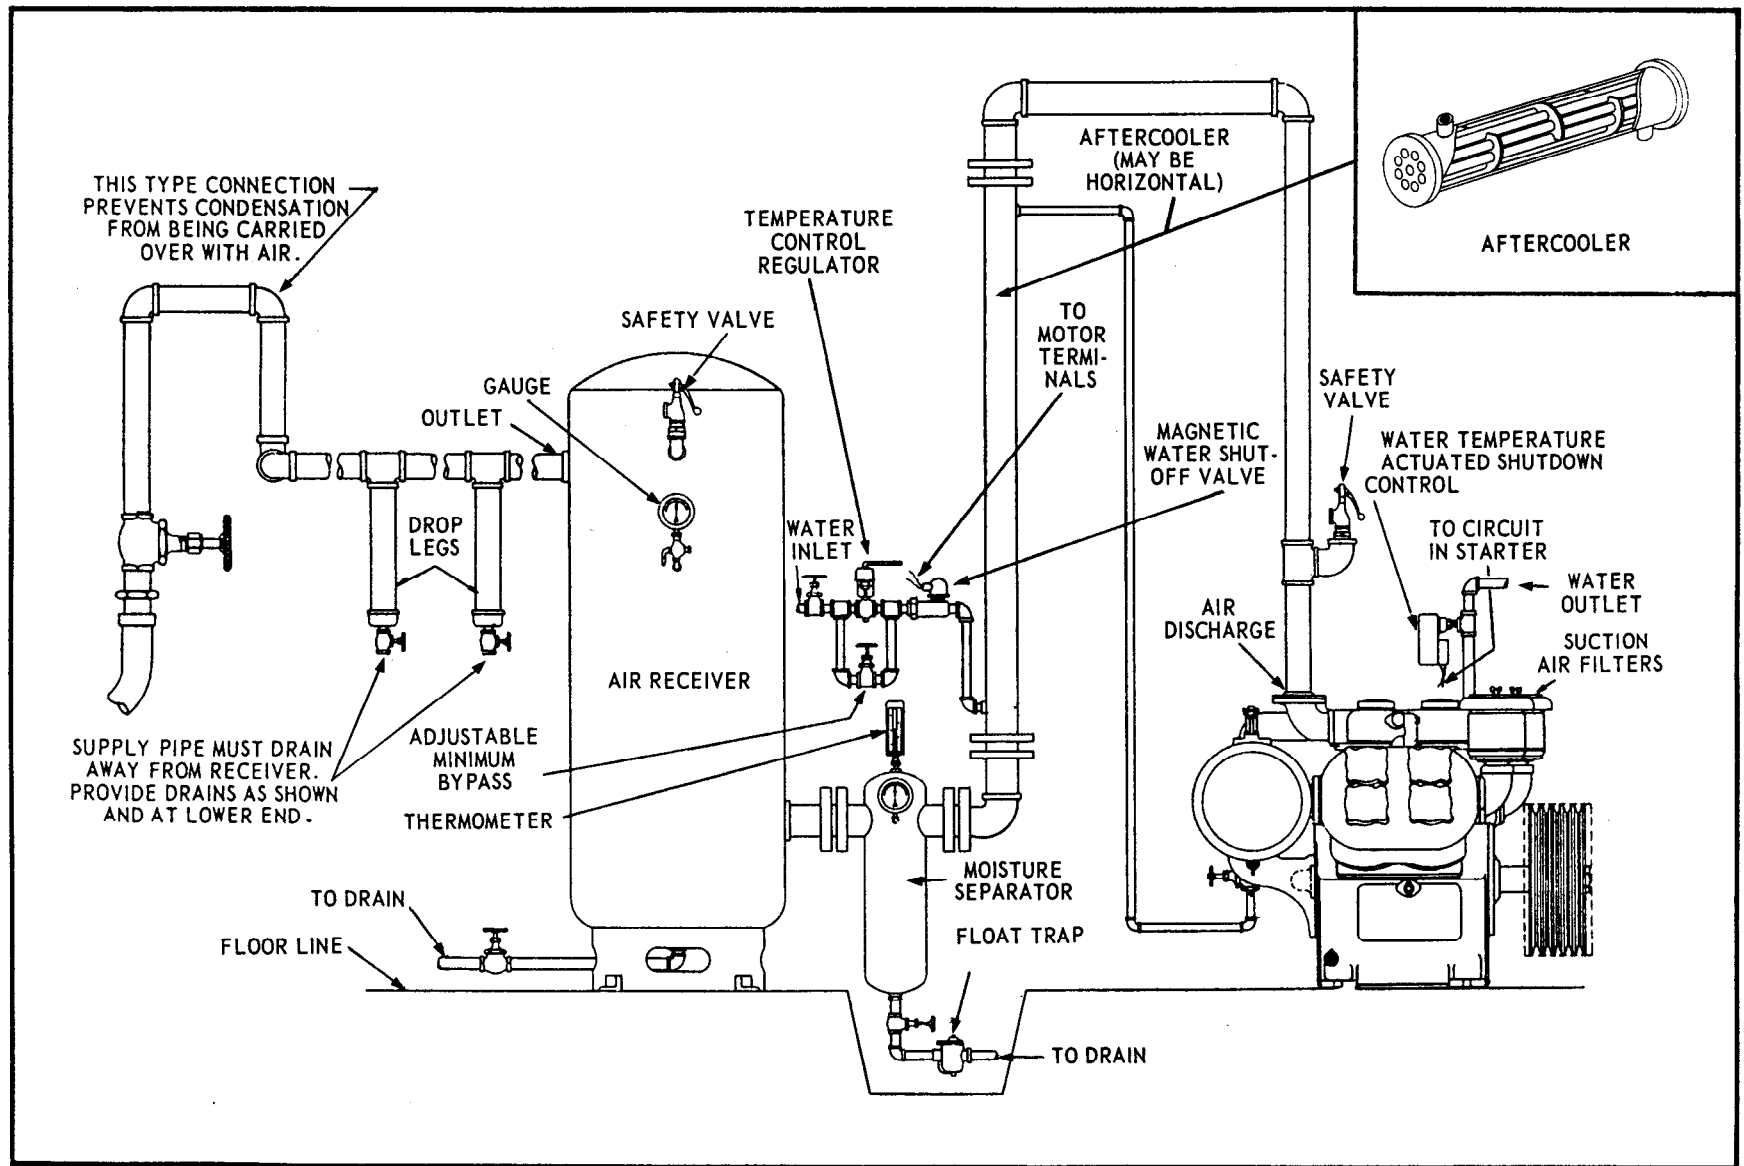 THIS TYPE CONNECTION
PREVENTS CONDENSATION
FROM BEING CARRIED
OVER WITH AIR.
TEMPERATURE
CONTROL
REGULATOR
AFTERCOOLER
(MAY BE
HORIZONTAL)
AFTERCOOLER
SAFETY VALVE
GAUGE
OUTLET
TO
MOTOR
TERMI-
NALS
MAGNETIC
WATER SHUT-
OFF VALVE
SAFETY
VALVE
WATER TEMPERATURE
ACTUATED SHUTDOWN
CONTROL
TO CIRCUIT
IN STARTER
WATER
OUTLET
SUCTION
AIR FILTERS
DROP
LEGS
WATER
INLET
AIR
DISCHARGE
AIR RECEIVER
SUPPLY PIPE MUST DRAIN
AWAY FROM RECEIVER.
PROVIDE DRAINS AS SHOWN
AND AT LOWER END.
ADJUSTABLE
MINIMUM
BYPASS
THERMOMETER
MOISTURE
SEPARATOR
TO DRAIN
FLOOR LINE
FLOAT TRAP
TO DRAIN